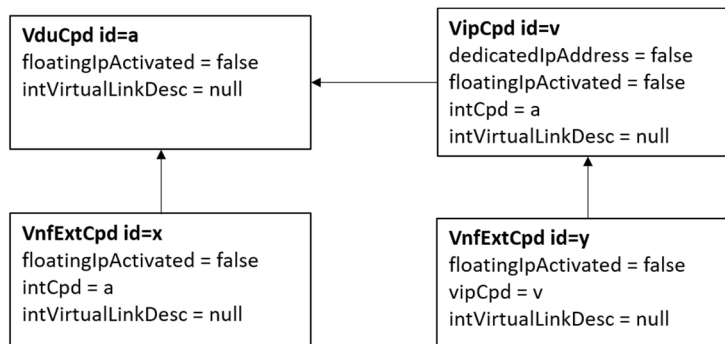 VduCpd id=a
floatingIpActivated = false
intVirtualLinkDesc = null
VipCpd id=v
dedicatedIpAddress = false
floatingIpActivated = false
intCpd = a
intVirtualLinkDesc = null
VnfExtCpd id=x
floatingIpActivated = false
intCpd = a
intVirtualLinkDesc = null
VnfExtCpd id=y
floatingIpActivated = false
vipCpd = v
intVirtualLinkDesc = null